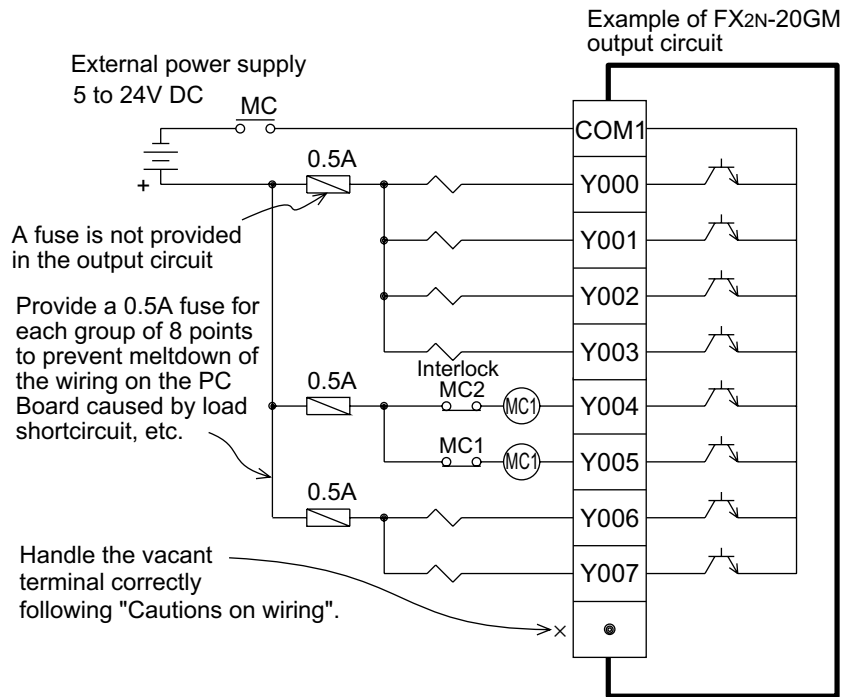 Example of FX2N-20GM
output circuit
External power supply
5 to 24V DC
MC
COM1
0.5A
+
Y000
A fuse is not provided
in the output circuit
Y001
Y002
Provide a 0.5A fuse for
each group of 8 points
to prevent meltdown of
the wiring on the PC
Board caused by load
shortcircuit, etc.
Y003
Interlock
0.5A
MC2
MC1
Y004
MC1
MC1
Y005
0.5A
Y006
Handle the vacant
terminal correctly
following "Cautions on wiring".
Y007